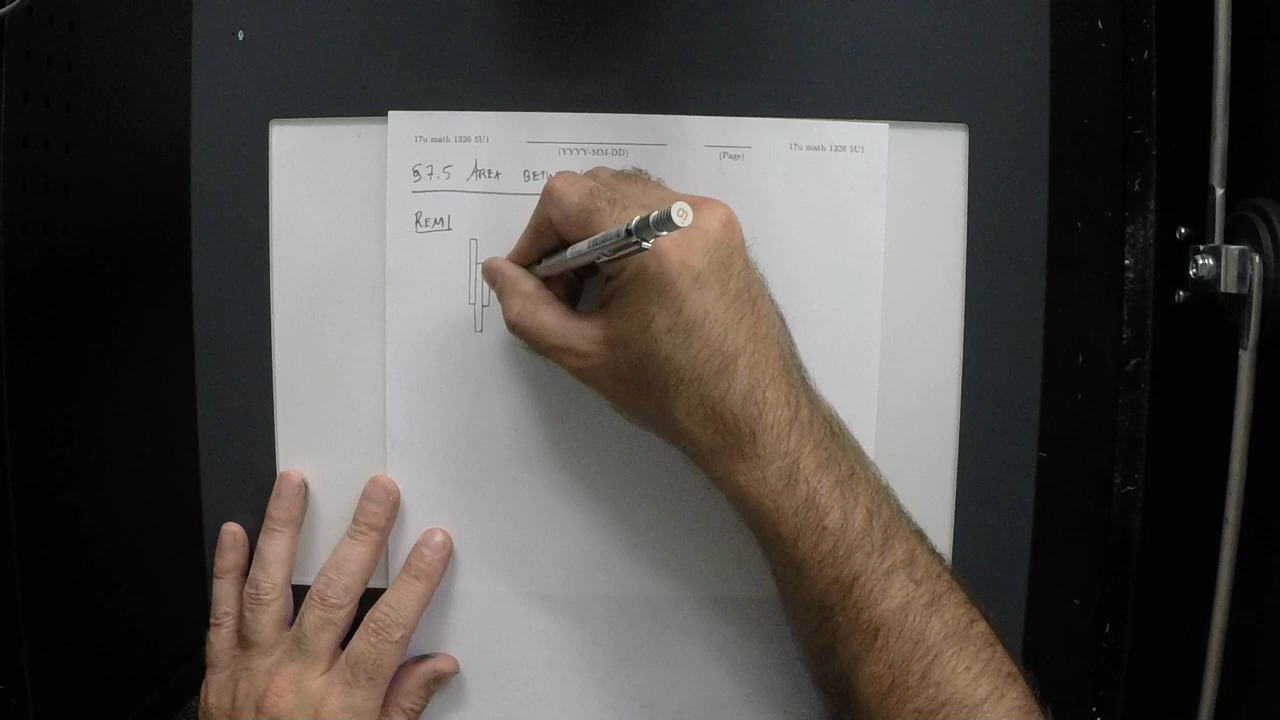 17u math 1326 5U1 (YYYY-MM-DD) (Page) 17u math 1326 5U1
§7.5 AREA
REM1